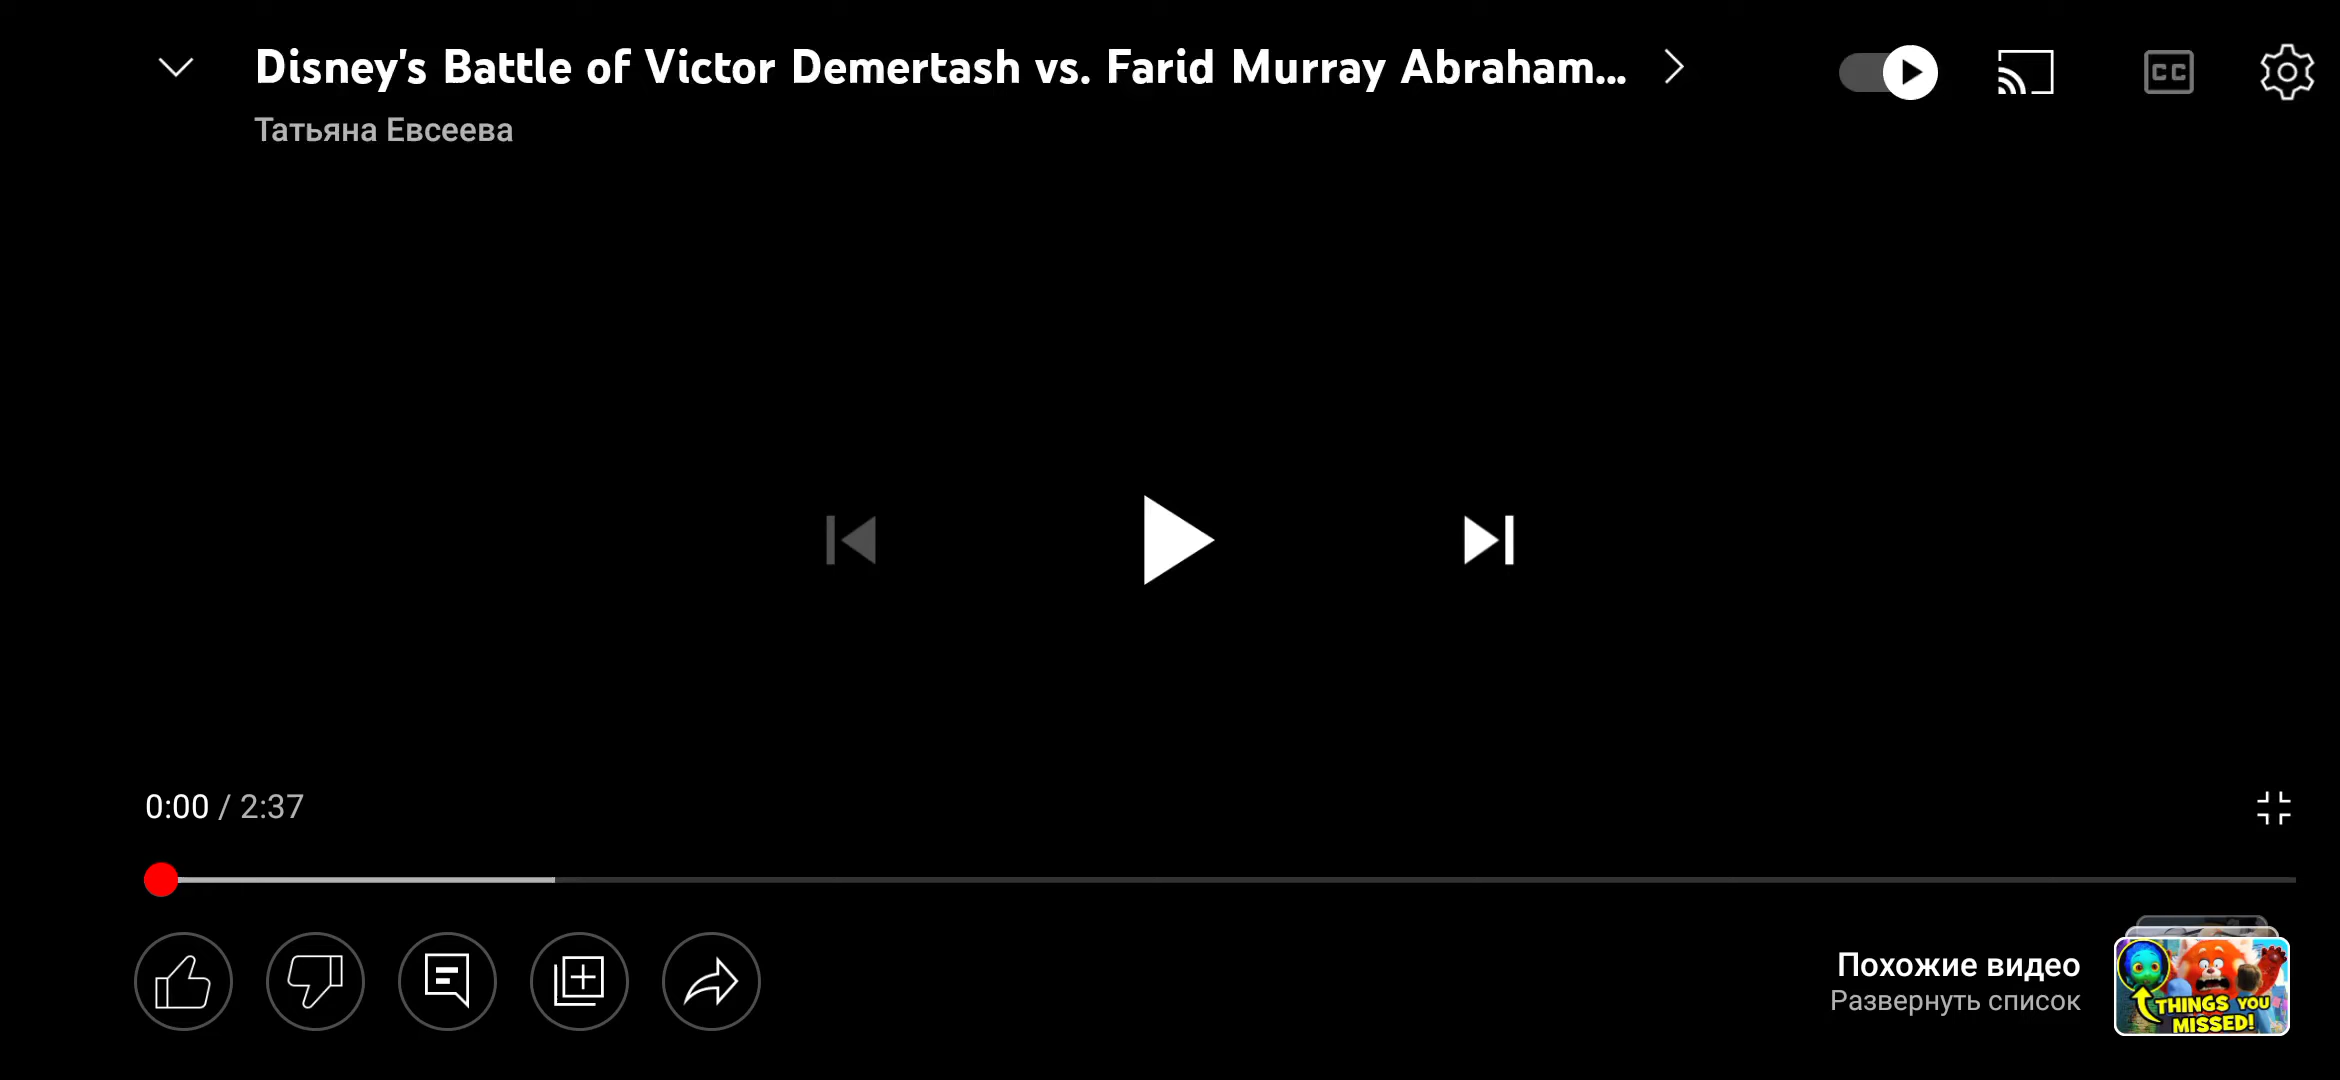 Disney's Battle of Victor Demertash vs. Farid Murray Abraham...
Татьяна Евсеева
CC
0:00 / 2:37
Похожие видео
Развернуть список
THINGS YOU
MISSED!